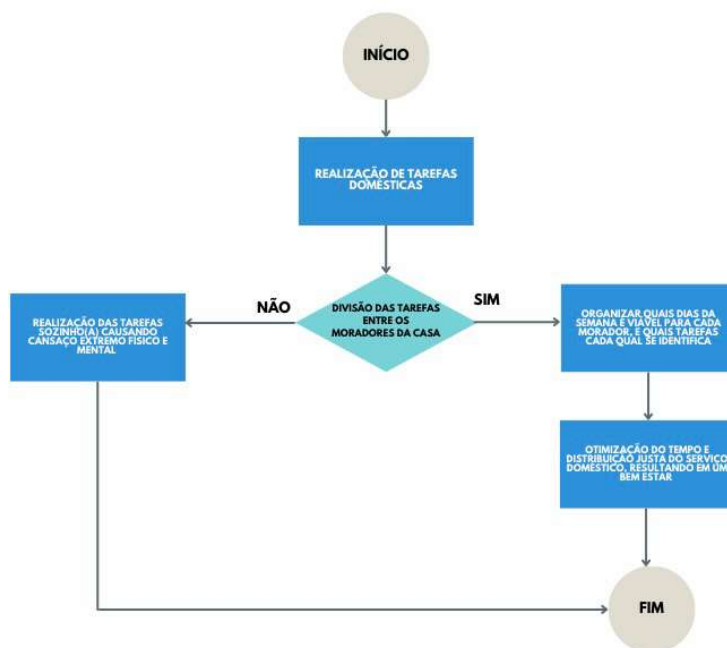 INÍCIO
REALIZAÇÃO DE TAREFAS
DOMÉSTICAS
DIVISÃO DAS TAREFAS
ENTRE OS
MORADORES DA CASA
NÃO
SIM
REALIZAÇÃO DAS TAREFAS
SOZINHO(A) CAUSANDO
CANSAÇO EXTREMO FÍSICO E
MENTAL
ORGANIZAR QUAIS DIAS DA
SEMANA E VIÁVEL PARA CADA
MORADOR, E QUAIS TAREFAS
CADA QUAL SE IDENTIFICA
OTIMIZAÇÃO DO TEMPO E
DISTRIBUIÇÃO JUSTA DO SERVIÇO
DOMÉSTICO, RESULTANDO EM UM
BEM ESTAR
FIM